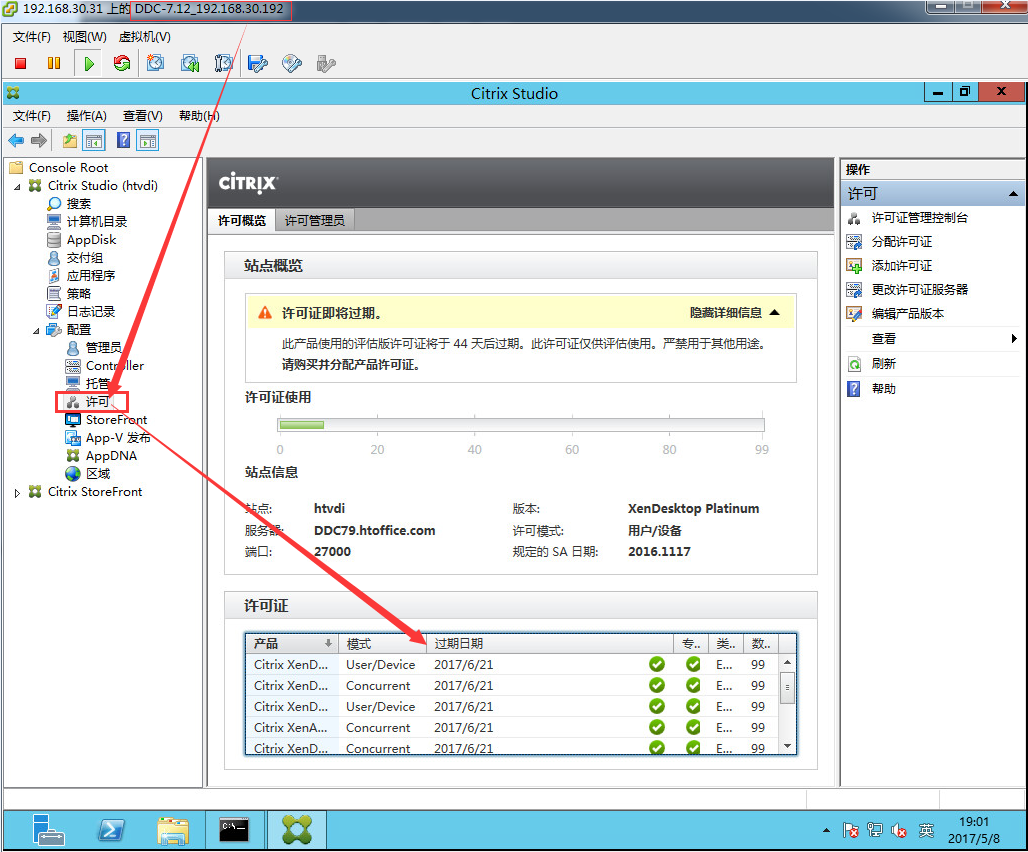 192.168.30.31 上的 DDC-7.12_192.168.30.192
文件(F) 视图(W) 虚拟机(V)
Citrix Studio
文件(F) 操作(A) 查看(V) 帮助(H)
Console Root
Citrix Studio (htvdi)
搜索
计算机目录
AppDisk
交付组
应用程序
策略
日志记录
配置
管理员
Controller
托管
许可
StoreFront
App-V 发布
AppDNA
区域
Citrix StoreFront
CITRIX
许可概览 许可管理员
站点概览
许可证即将过期。 隐藏详细信息
此产品使用的评估版许可证将于 44 天后过期。此许可证仅供评估使用。严禁用于其他用途。
请购买并分配产品许可证。
许可证使用
0 20 40 60 80 99
站点信息
站点: htvdi 版本: XenDesktop Platinum
服务器: DDC79.htoffice.com 许可模式: 用户/设备
端口: 27000 规定的 SA 日期: 2016.1117
许可证
产品 模式 过期日期 专.. 类.. 数..
Citrix XenD... User/Device 2017/6/21 E... 99
Citrix XenD... Concurrent 2017/6/21 E... 99
Citrix XenD... User/Device 2017/6/21 E... 99
Citrix XenA... Concurrent 2017/6/21 E... 99
Citrix XenD... Concurrent 2017/6/21 E... 99
操作
许可
许可证管理控制台
分配许可证
添加许可证
更改许可证服务器
编辑产品版本
查看
刷新
帮助
C:\_
英
19:01
2017/5/8